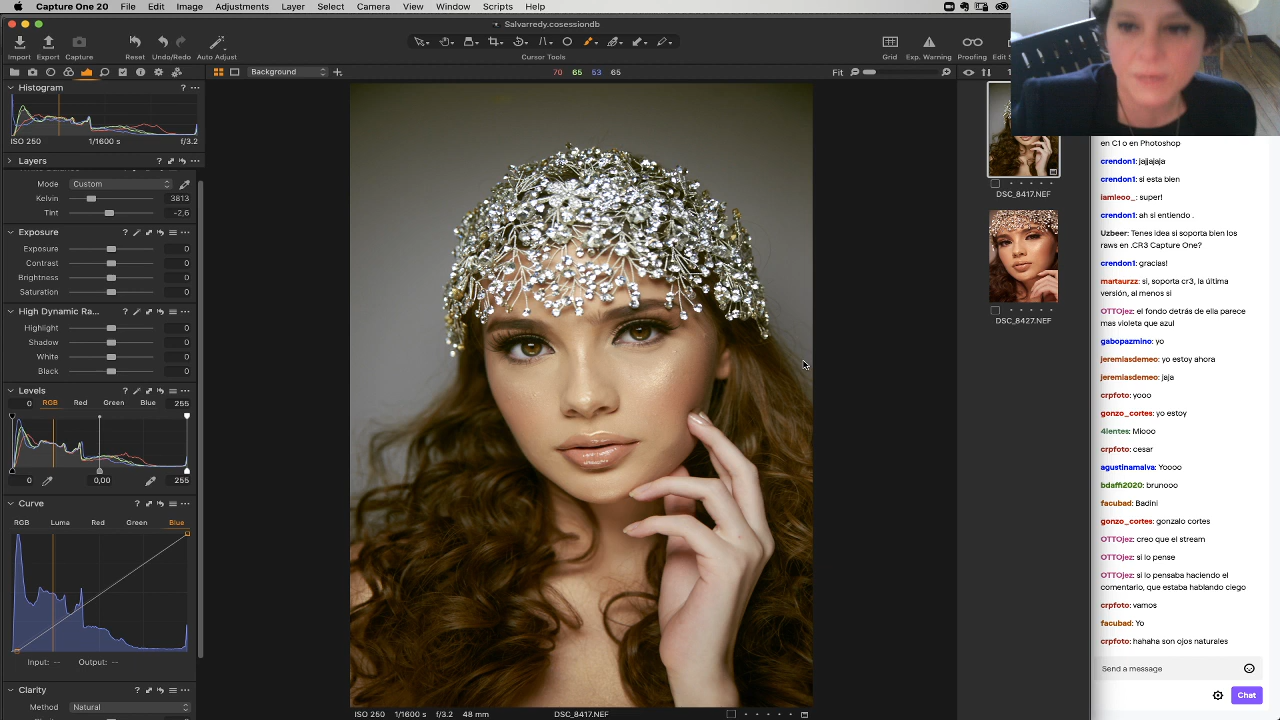 Capture One 20 File Edit Image Adjustments Layer Select Camera View Window Scripts Help
Salvarredy.cosessiondb
Import Export Capture Reset Undo/Redo Auto Adjust Cursor Tools Grid Exp. Warning Proofing Edit S
Background 70 65 53 65 Fit
Histogram
ISO 250 1/1600 s f/3.2
Layers
Mode Custom
Kelvin 3813
Tint -2,6
Exposure
Exposure 0
Contrast 0
Brightness 0
Saturation 0
High Dynamic Ra...
Highlight 0
Shadow 0
White 0
Black 0
Levels
0 RGB Red Green Blue 255
0 0,00 255
Curve
RGB Luma Red Green Blue
Input: -- Output: --
Clarity
Method Natural
ISO 250 1/1600 s f/3.2 48 mm DSC_8417.NEF
DSC_8417.NEF
DSC_8427.NEF
en C1 o en Photoshop
crendon1: jajjajaja
crendon1: si esta bien
iamleoo_: super!
crendon1: ah si entiendo .
Uzbeer: Tenes idea si soporta bien los
raws en .CR3 Capture One?
crendon1: gracias!
martaurzz: si, soporta cr3, la última
versión, al menos si
OTTOjez: el fondo detrás de ella parece
mas violeta que azul
gabopazmino: yo
jeremiasdemeo: yo estoy ahora
jeremiasdemeo: jaja
crpfoto: yooo
gonzo_cortes: yo estoy
4lentes: Miooo
crpfoto: cesar
agustinamalva: Yoooo
bdaffi2020: brunooo
facubad: Badini
gonzo_cortes: gonzalo cortes
OTTOjez: creo que el stream
OTTOjez: si lo pense
OTTOjez: si lo pensaba haciendo el
comentario, que estaba hablando ciego
crpfoto: vamos
facubad: Yo
crpfoto: hahaha son ojos naturales
Send a message
Chat